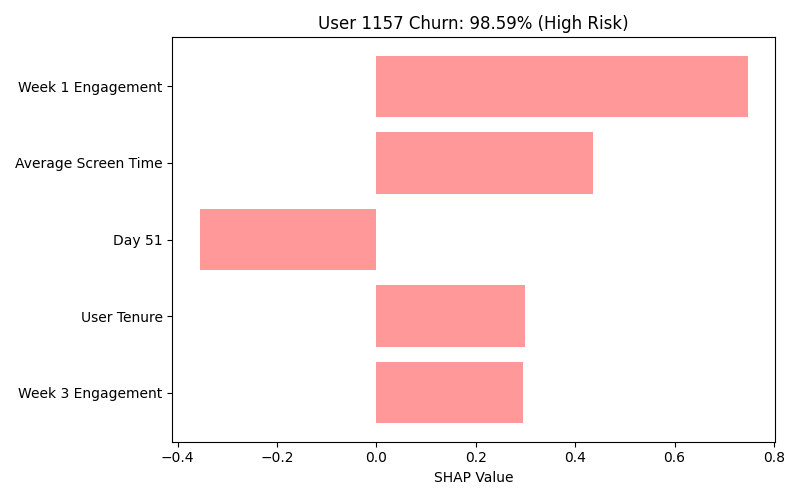 User 1157 Churn: 98.59% (High Risk)
Week 1 Engagement
Average Screen Time
Day 51
User Tenure
Week 3 Engagement
−0.4 −0.2 0.0 0.2 0.4 0.6 0.8
SHAP Value